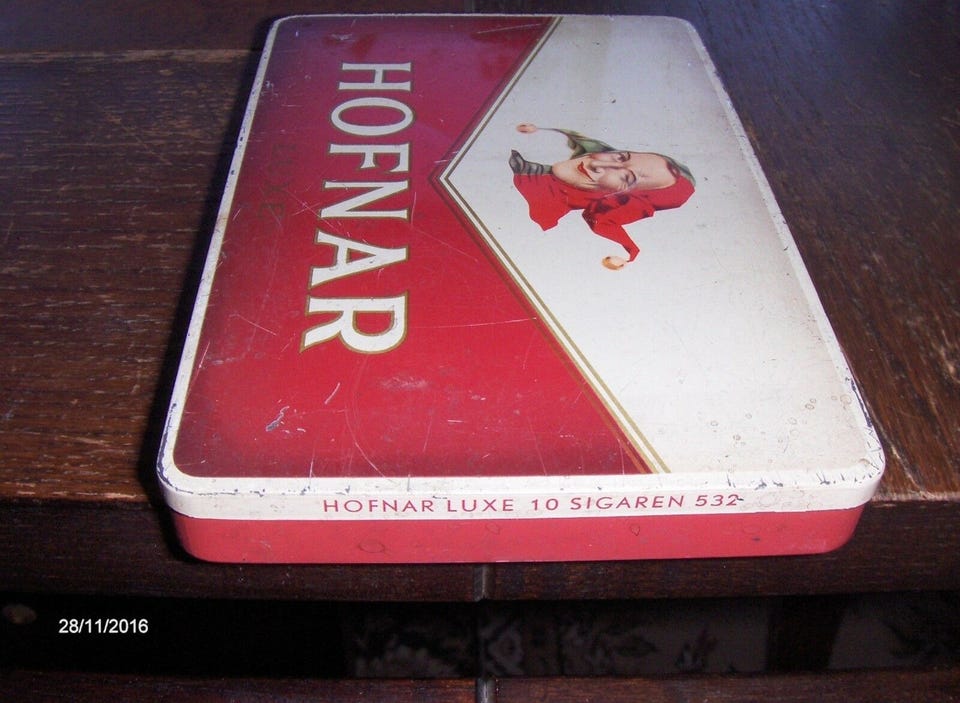 HOFNAR
HOFNAR LUXE 10 SIGAREN 532
28/11/2016